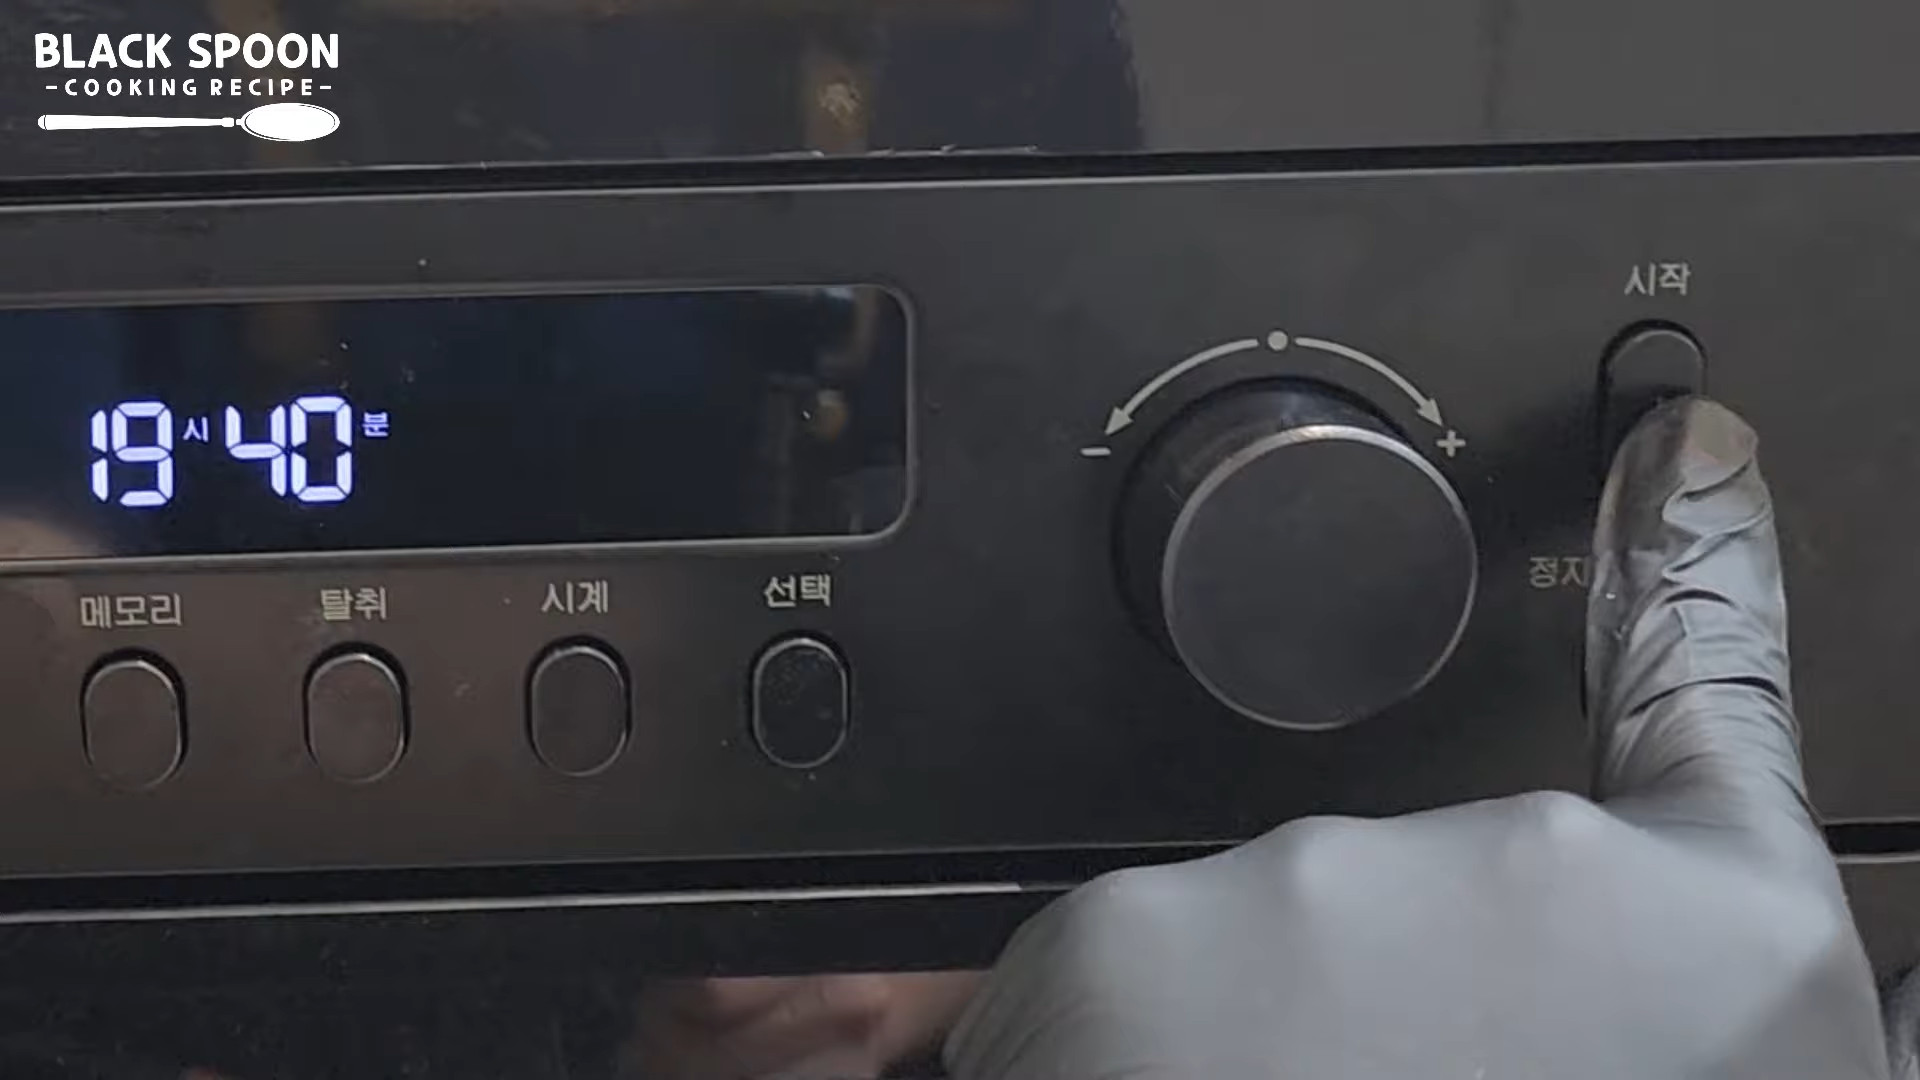 BLACK SPOON
-COOKING RECIPE-
시작
19시 40분
- +
정지
메모리 탈취 시계 선택